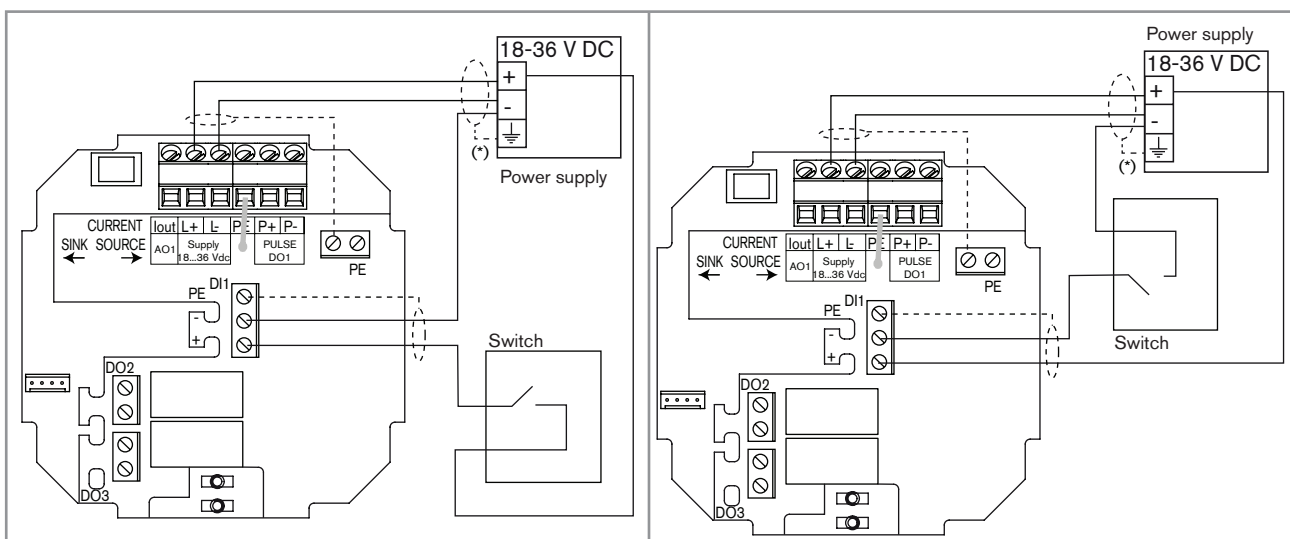 18-36 V DC
+
-
(*)
Power supply
CURRENT
SINK SOURCE
Iout L+ L- PE P+ P-
AO1
Supply
18...36 Vdc
PULSE
DO1
PE
DI1
PE
-
+
Switch
DO2
DO3
Power supply
18-36 V DC
+
-
(*)
CURRENT
SINK SOURCE
Iout L+ L- PE P+ P-
AO1
Supply
18...36 Vdc
PULSE
DO1
PE
DI1
PE
-
+
Switch
DO2
DO3